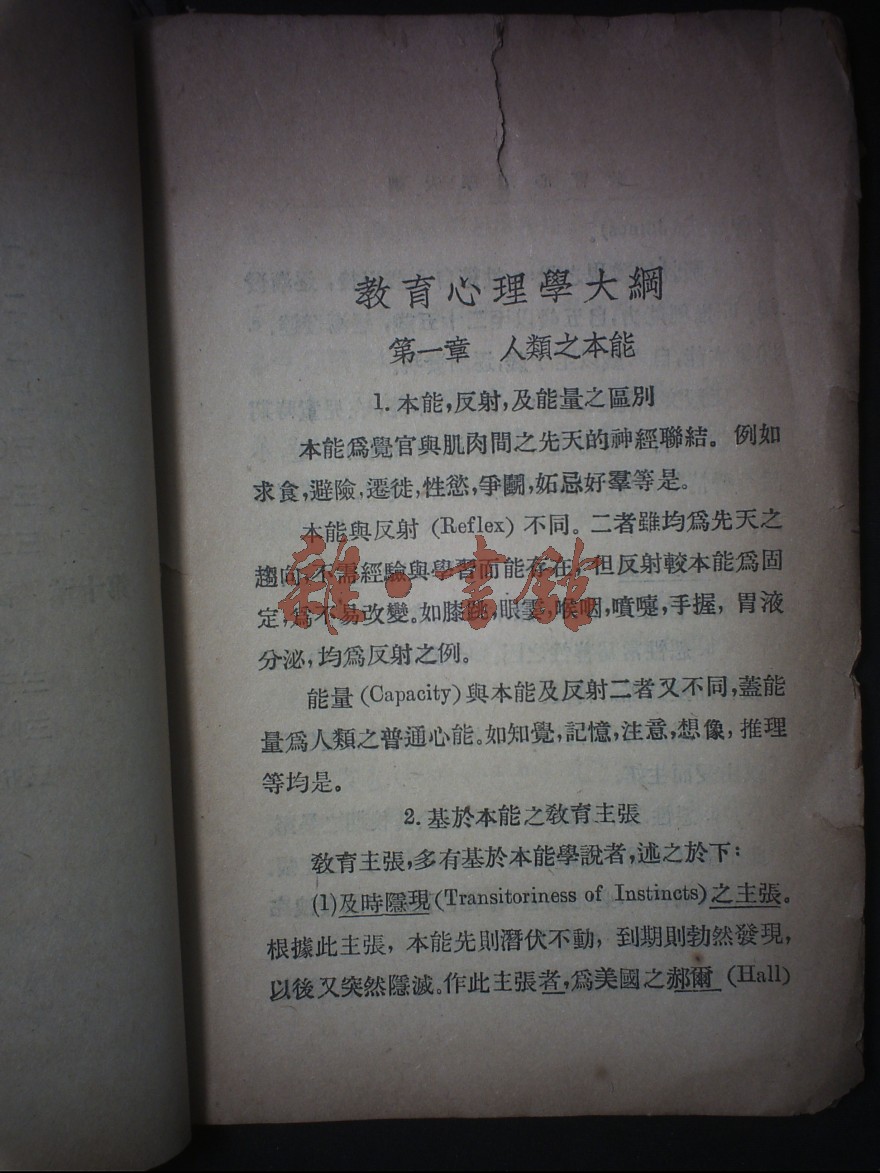 教育心理學大綱
第一章 人類之本能
1. 本能,反射,及能量之區別
本能爲覺官與肌肉間之先天的神經聯結。例如
求食,避險,遷徙,性慾,爭鬭,妬忌好羣等是。
本能與反射 (Reflex) 不同。二者雖均爲先天之
趨向,不需經驗與學習而能存在,但反射較本能爲固
定,爲不易改變。如膝跳,眼霎,喉咽,噴嚏,手握,胃液
分泌,均爲反射之例。
能量 (Capacity) 與本能及反射二者又不同,蓋能
量爲人類之普通心能。如知覺,記憶,注意,想像,推理
等均是。
2. 基於本能之敎育主張
敎育主張,多有基於本能學說者,述之於下:
(1)及時隱現(Transitoriness of Instincts)之主張。
根據此主張,本能先則潛伏不動,到期則勃然發現,
以後又突然隱滅。作此主張者,爲美國之郝爾 (Hall)
雜·書館